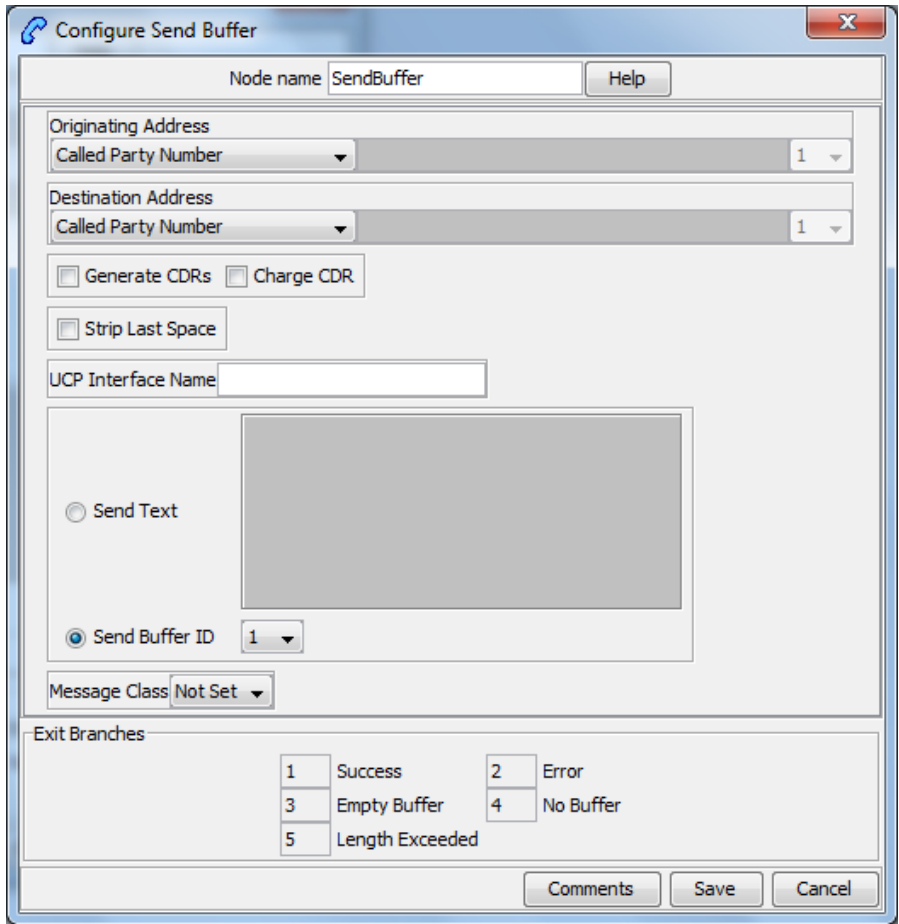 Configure Send Buffer
Node name SendBuffer Help
Originating Address
Called Party Number 1
Destination Address
Called Party Number 1
Generate CDRs Charge CDR
Strip Last Space
UCP Interface Name
Send Text
Send Buffer ID 1
Message Class Not Set
Exit Branches
1 Success 2 Error
3 Empty Buffer 4 No Buffer
5 Length Exceeded
Comments Save Cancel